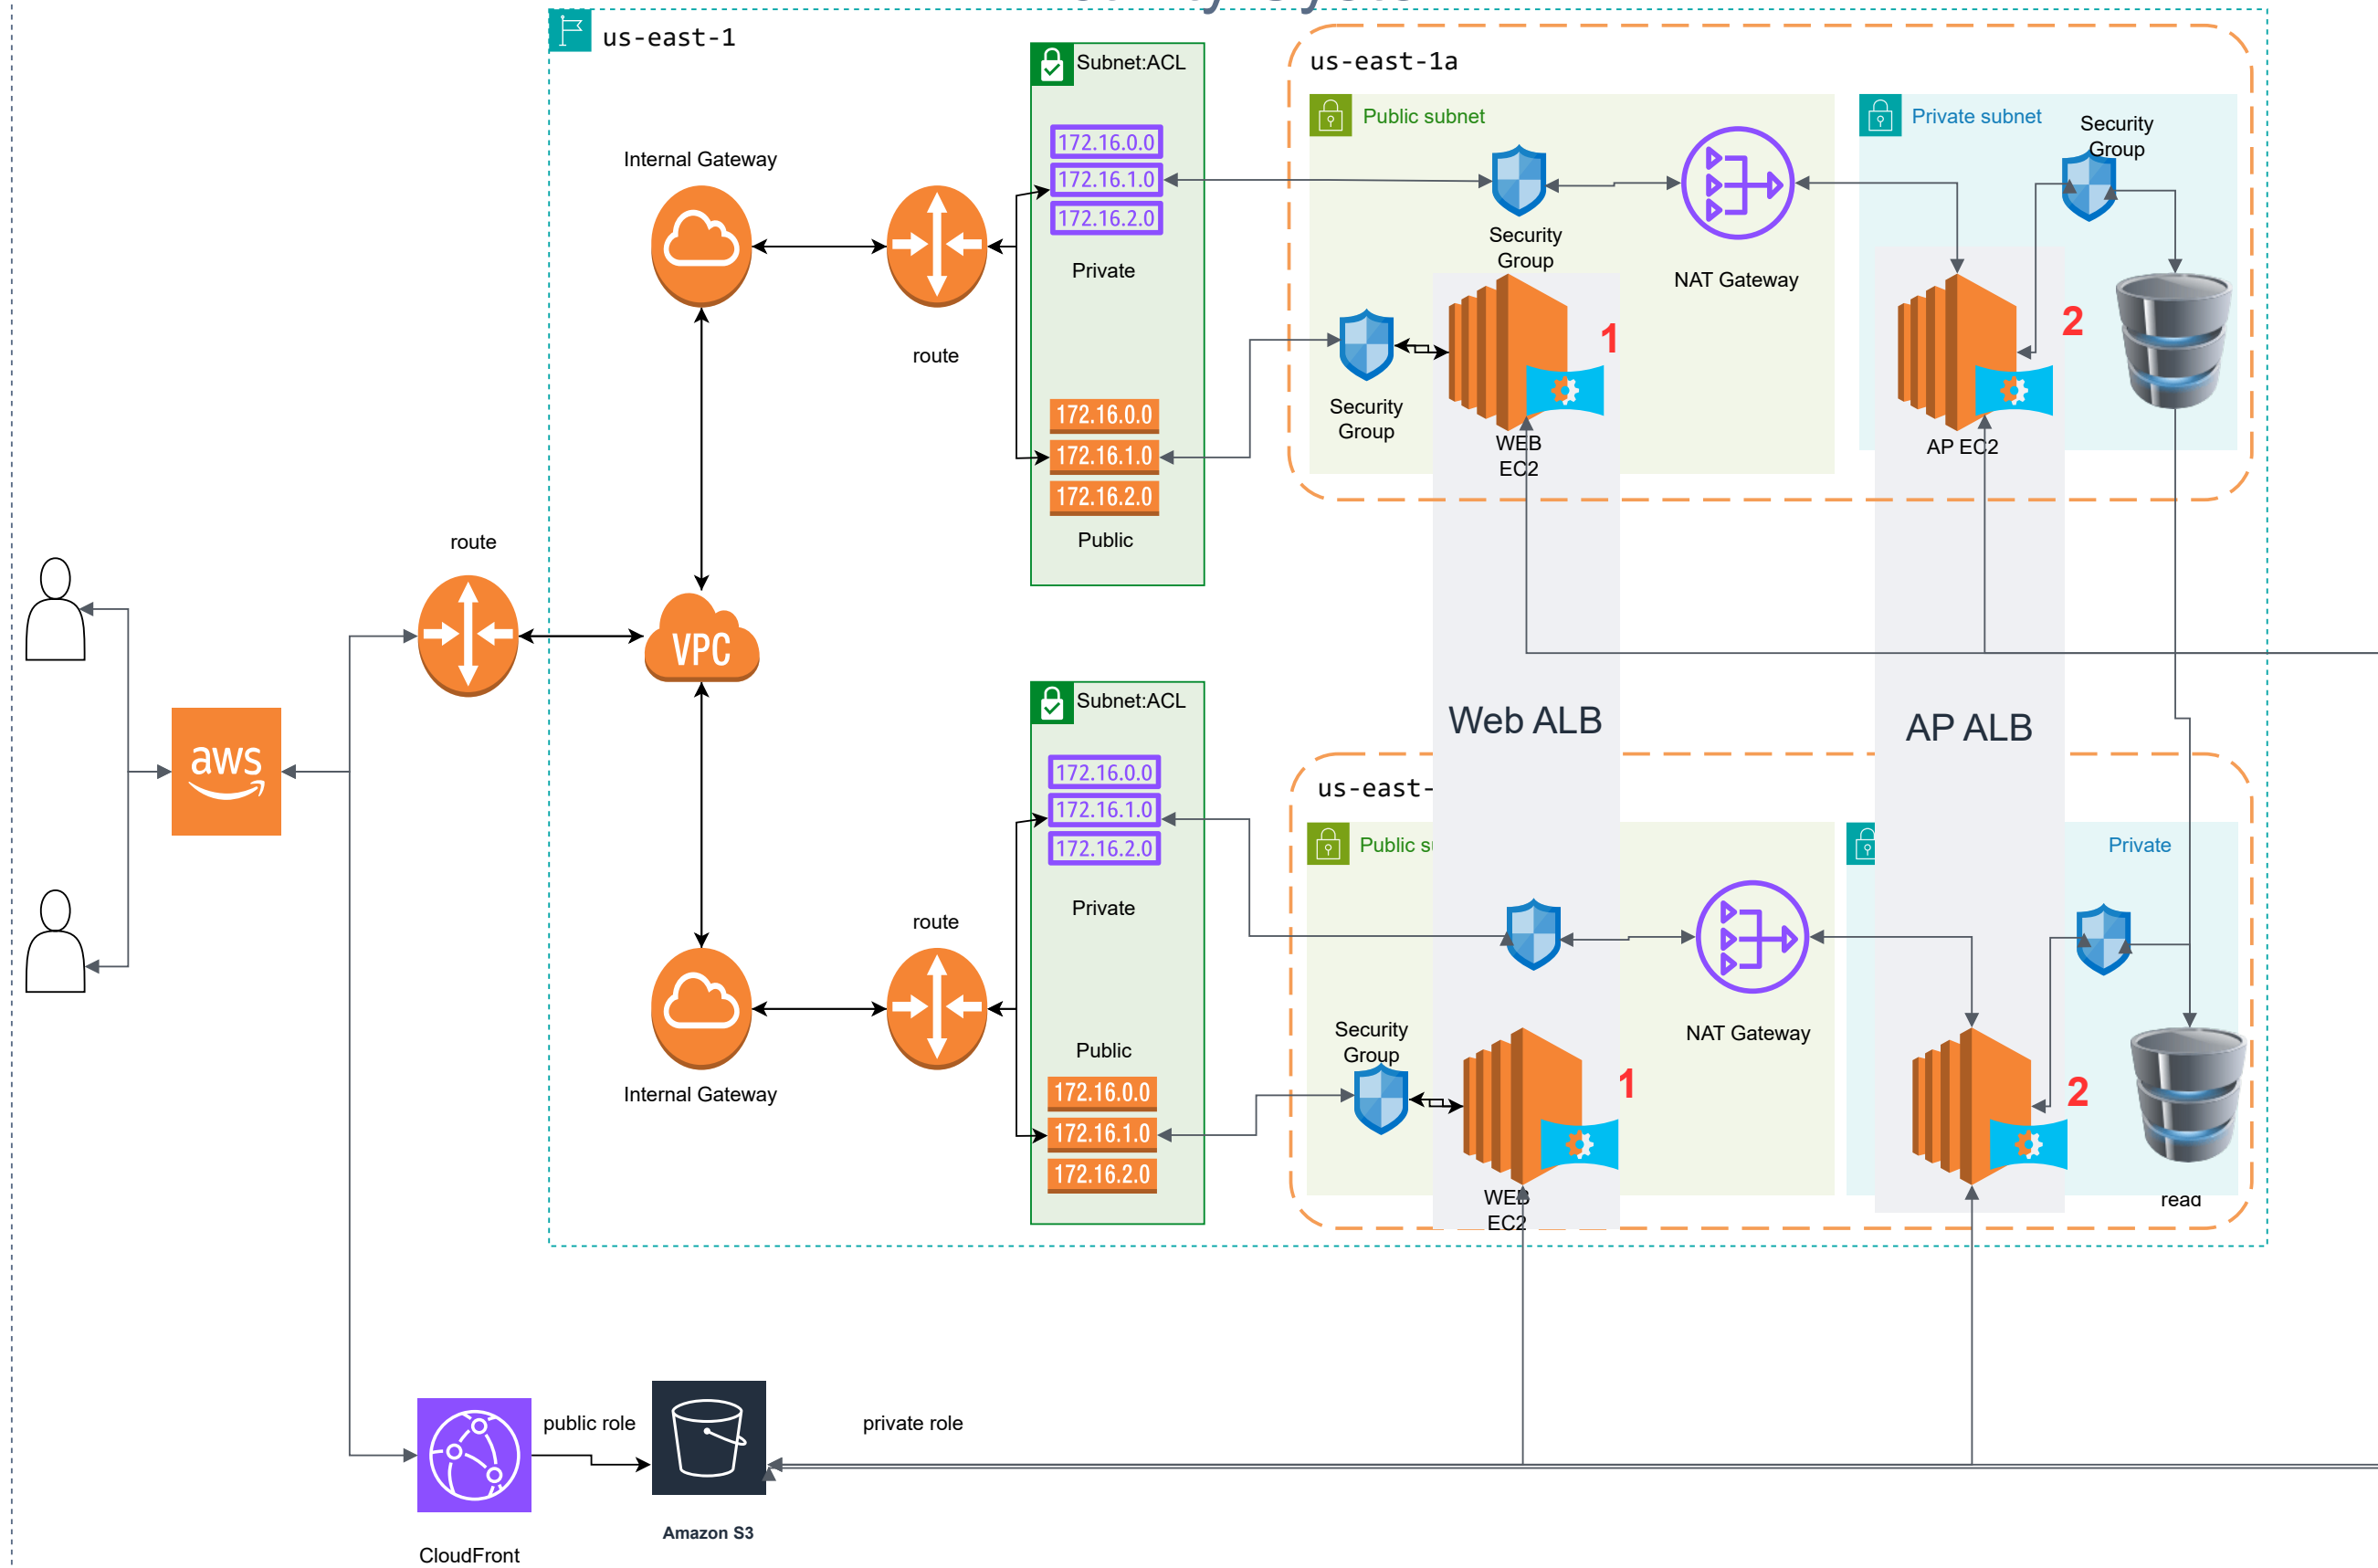 us-east-1
us-east-1a
Subnet:ACL
Public subnet
Private subnet
Security
Group
172.16.0.0
172.16.1.0
172.16.2.0
Internal Gateway
Private
Security
Group
NAT Gateway
1
2
route
Security
Group
172.16.0.0
172.16.1.0
172.16.2.0
WEB
EC2
AP EC2
Public
route
VPC
Subnet:ACL
Web ALB
AP ALB
aws
172.16.0.0
172.16.1.0
172.16.2.0
us-east-
Public
Private
Private
route
Security
Group
NAT Gateway
Public
Internal Gateway
172.16.0.0
172.16.1.0
172.16.2.0
1
2
WEB
EC2
read
public role
private role
Amazon S3
CloudFront